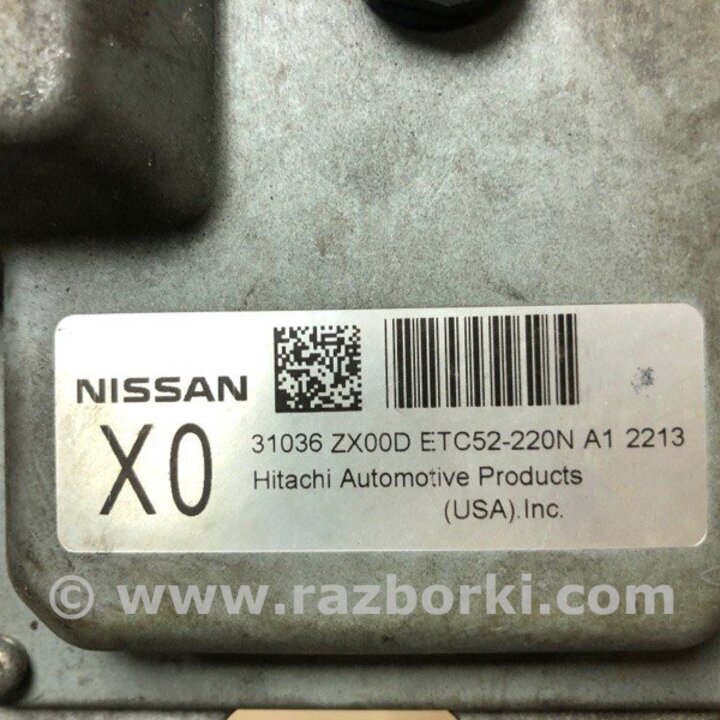 NISSAN
X0
31036 ZX00D ETC52-220N A1 2213
Hitachi Automotive Products
(USA).Inc.
© www.razborki.com